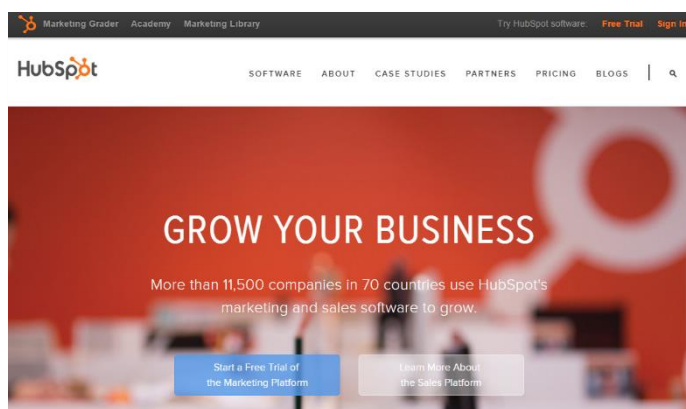 Marketing Grader Academy Marketing Library Try HubSpot software: Free Trial Sign In
HubSpot SOFTWARE ABOUT CASE STUDIES PARTNERS PRICING BLOGS
GROW YOUR BUSINESS
More than 11,500 companies in 70 countries use HubSpot's
marketing and sales software to grow.
Start a Free Trial of
the Marketing Platform
Learn More About
the Sales Platform